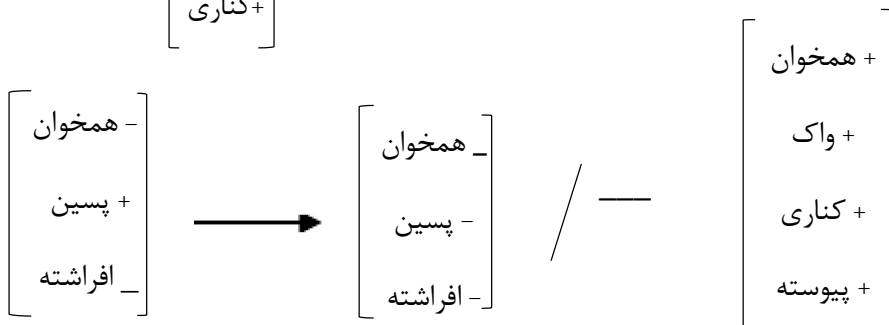 +کناری
– همخوان
+ پسین
_ افراشته
_ همخوان
– پسین
– افراشته
/ —
+ همخوان
+ واک
+ کناری
+ پیوسته